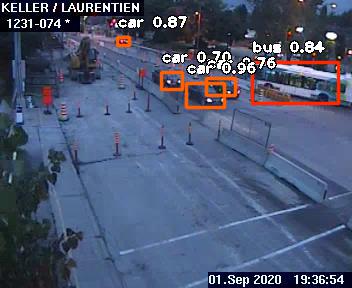 KELLER / LAURENTIEN
1231-074 *
car 0.87
bus 0.84
car 0.70
0.76
car 0.96
01.Sep 2020 19:36:54